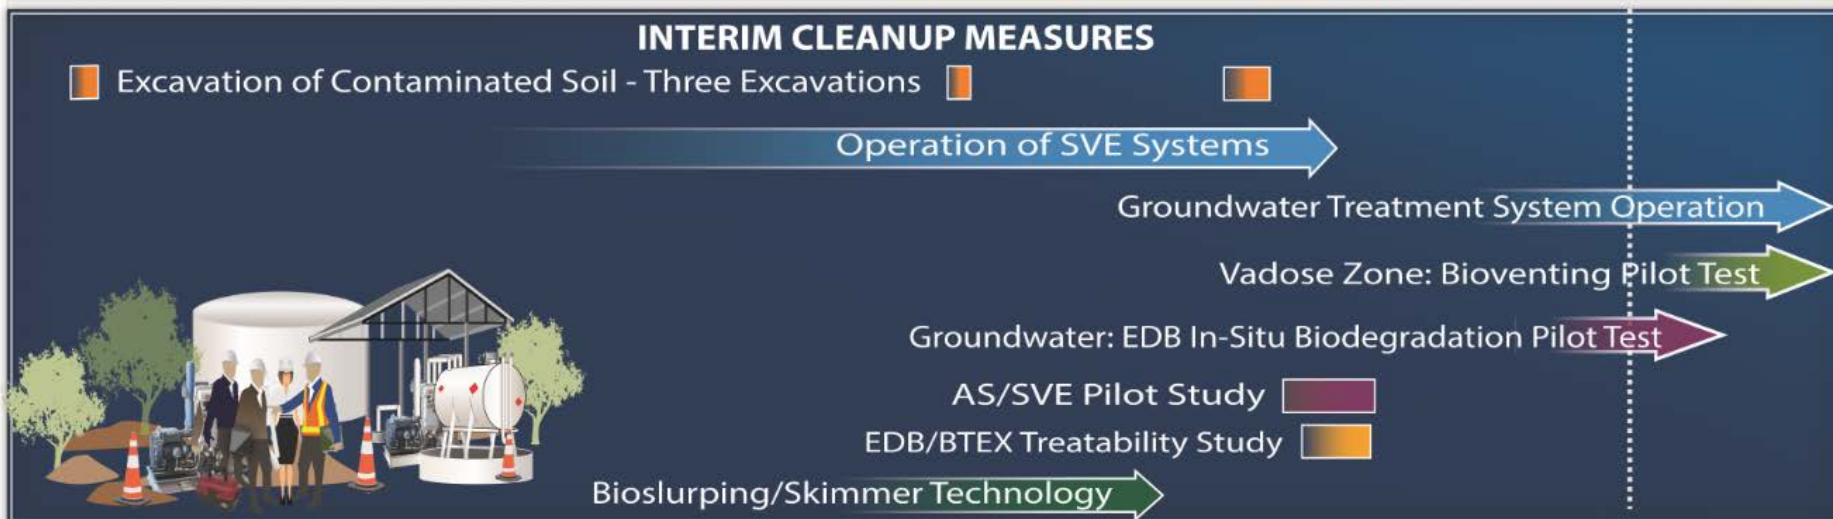 INTERIM CLEANUP MEASURES
Excavation of Contaminated Soil - Three Excavations
Operation of SVE Systems
Groundwater Treatment System Operation
Vadose Zone: Bioventing Pilot Test
Groundwater: EDB In-Situ Biodegradation Pilot Test
AS/SVE Pilot Study
EDB/BTEX Treatability Study
Bioslurping/Skimmer Technology